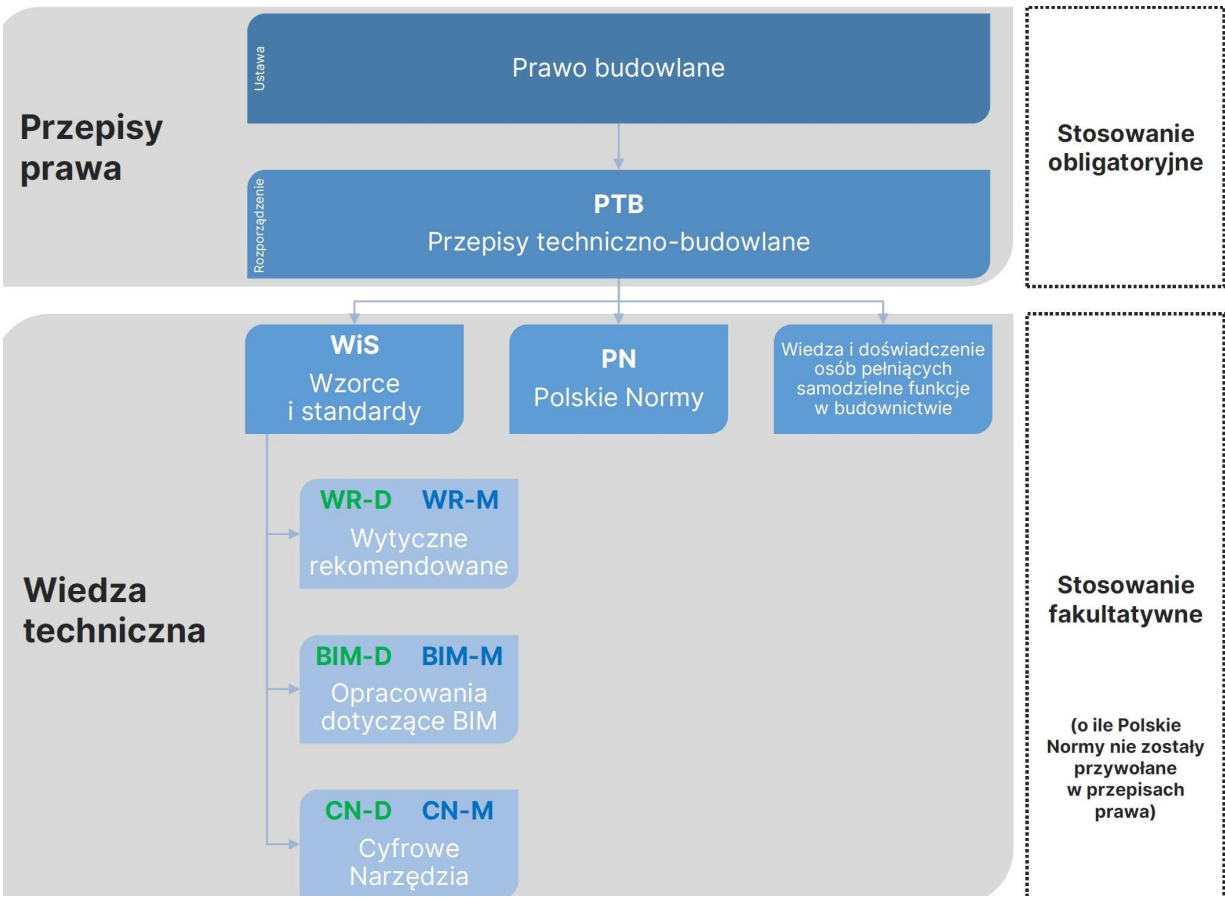 Przepisy
prawa
Ustawa
Prawo budowlane
Rozporządzenie
PTB
Przepisy techniczno-budowlane
Stosowanie
obligatoryjne
Wiedza
techniczna
WiS
Wzorce
i standardy
PN
Polskie Normy
Wiedza i doświadczenie
osób pełniących
samodzielne funkcje
w budownictwie
WR-D WR-M
Wytyczne
rekomendowane
BIM-D BIM-M
Opracowania
dotyczące BIM
CN-D CN-M
Cyfrowe
Narzędzia
Stosowanie
fakultatywne
(o ile Polskie
Normy nie zostały
przywołane
w przepisach
prawa)